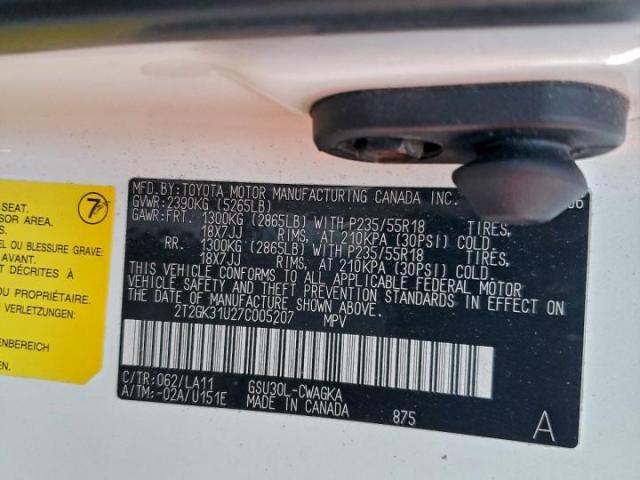 7
SEAT.
SOR AREA.
EL OU BLESSURE GRAVE:
AVANT.
T DÉCRITES À
U PROPRIÉTAIRE.
VERLETZEN.
ENBEREICH
EN.
MFD.BY:TOYOTA MOTOR MANUFACTURING CANADA INC. 06
GVWR:2390KG (5265LB)
GAWR:FRT. 1300KG (2865LB) WITH P235/55R18 TIRES,
18X7JJ RIMS, AT 210KPA (30PSI) COLD.
RR. 1300KG (2865LB) WITH P235/55R18 TIRES,
18X7JJ RIMS, AT 210KPA (30PSI) COLD.
THIS VEHICLE CONFORMS TO ALL APPLICABLE FEDERAL MOTOR
VEHICLE SAFETY AND THEFT PREVENTION STANDARDS IN EFFECT ON
THE DATE OF MANUFACTURE SHOWN ABOVE.
2T2GK31U27C005207 MPV
C/TR:062/LA11 GSU30L-CWAGKA
A/TM:-02A/U151E MADE IN CANADA 875 A